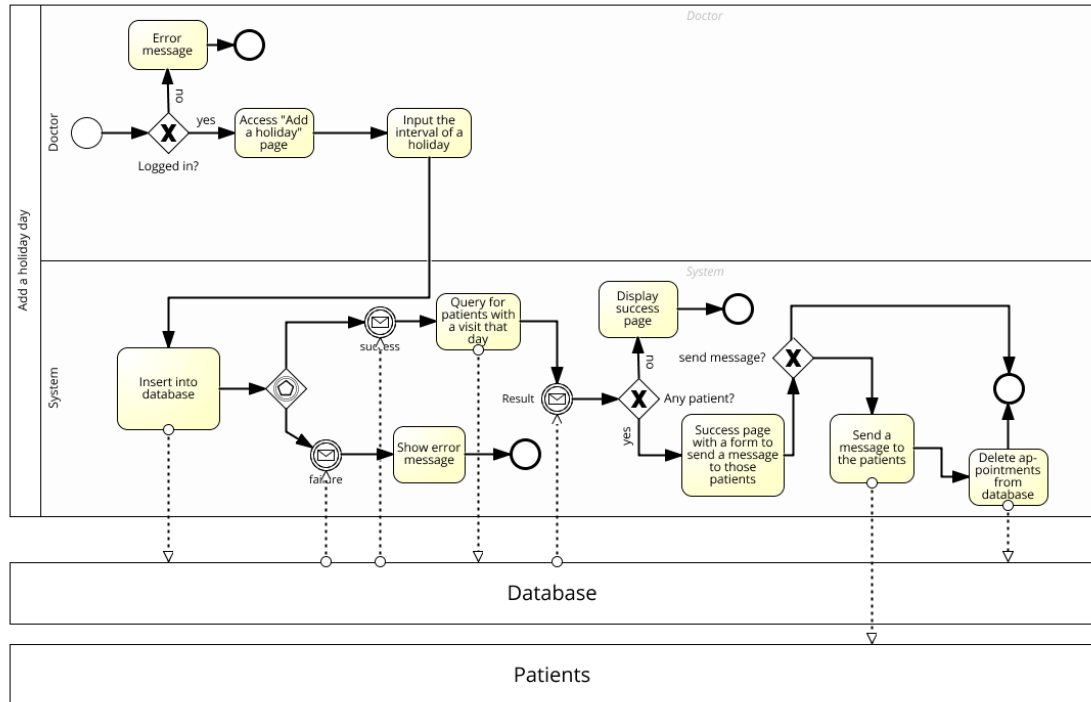 Doctor
Error
message
no
yes
Logged in?
Access "Add
a holiday"
page
Input the
interval of a
holiday
Doctor
Add a holiday day
System
System
Insert into
database
success
failure
Query for
patients with
a visit that
day
Show error
message
Result
Display
success
page
no
Any patient?
yes
Success page
with a form to
send a message
to those
patients
send message?
Send a
message to
the patients
Delete ap-
pointments
from
database
Database
Patients